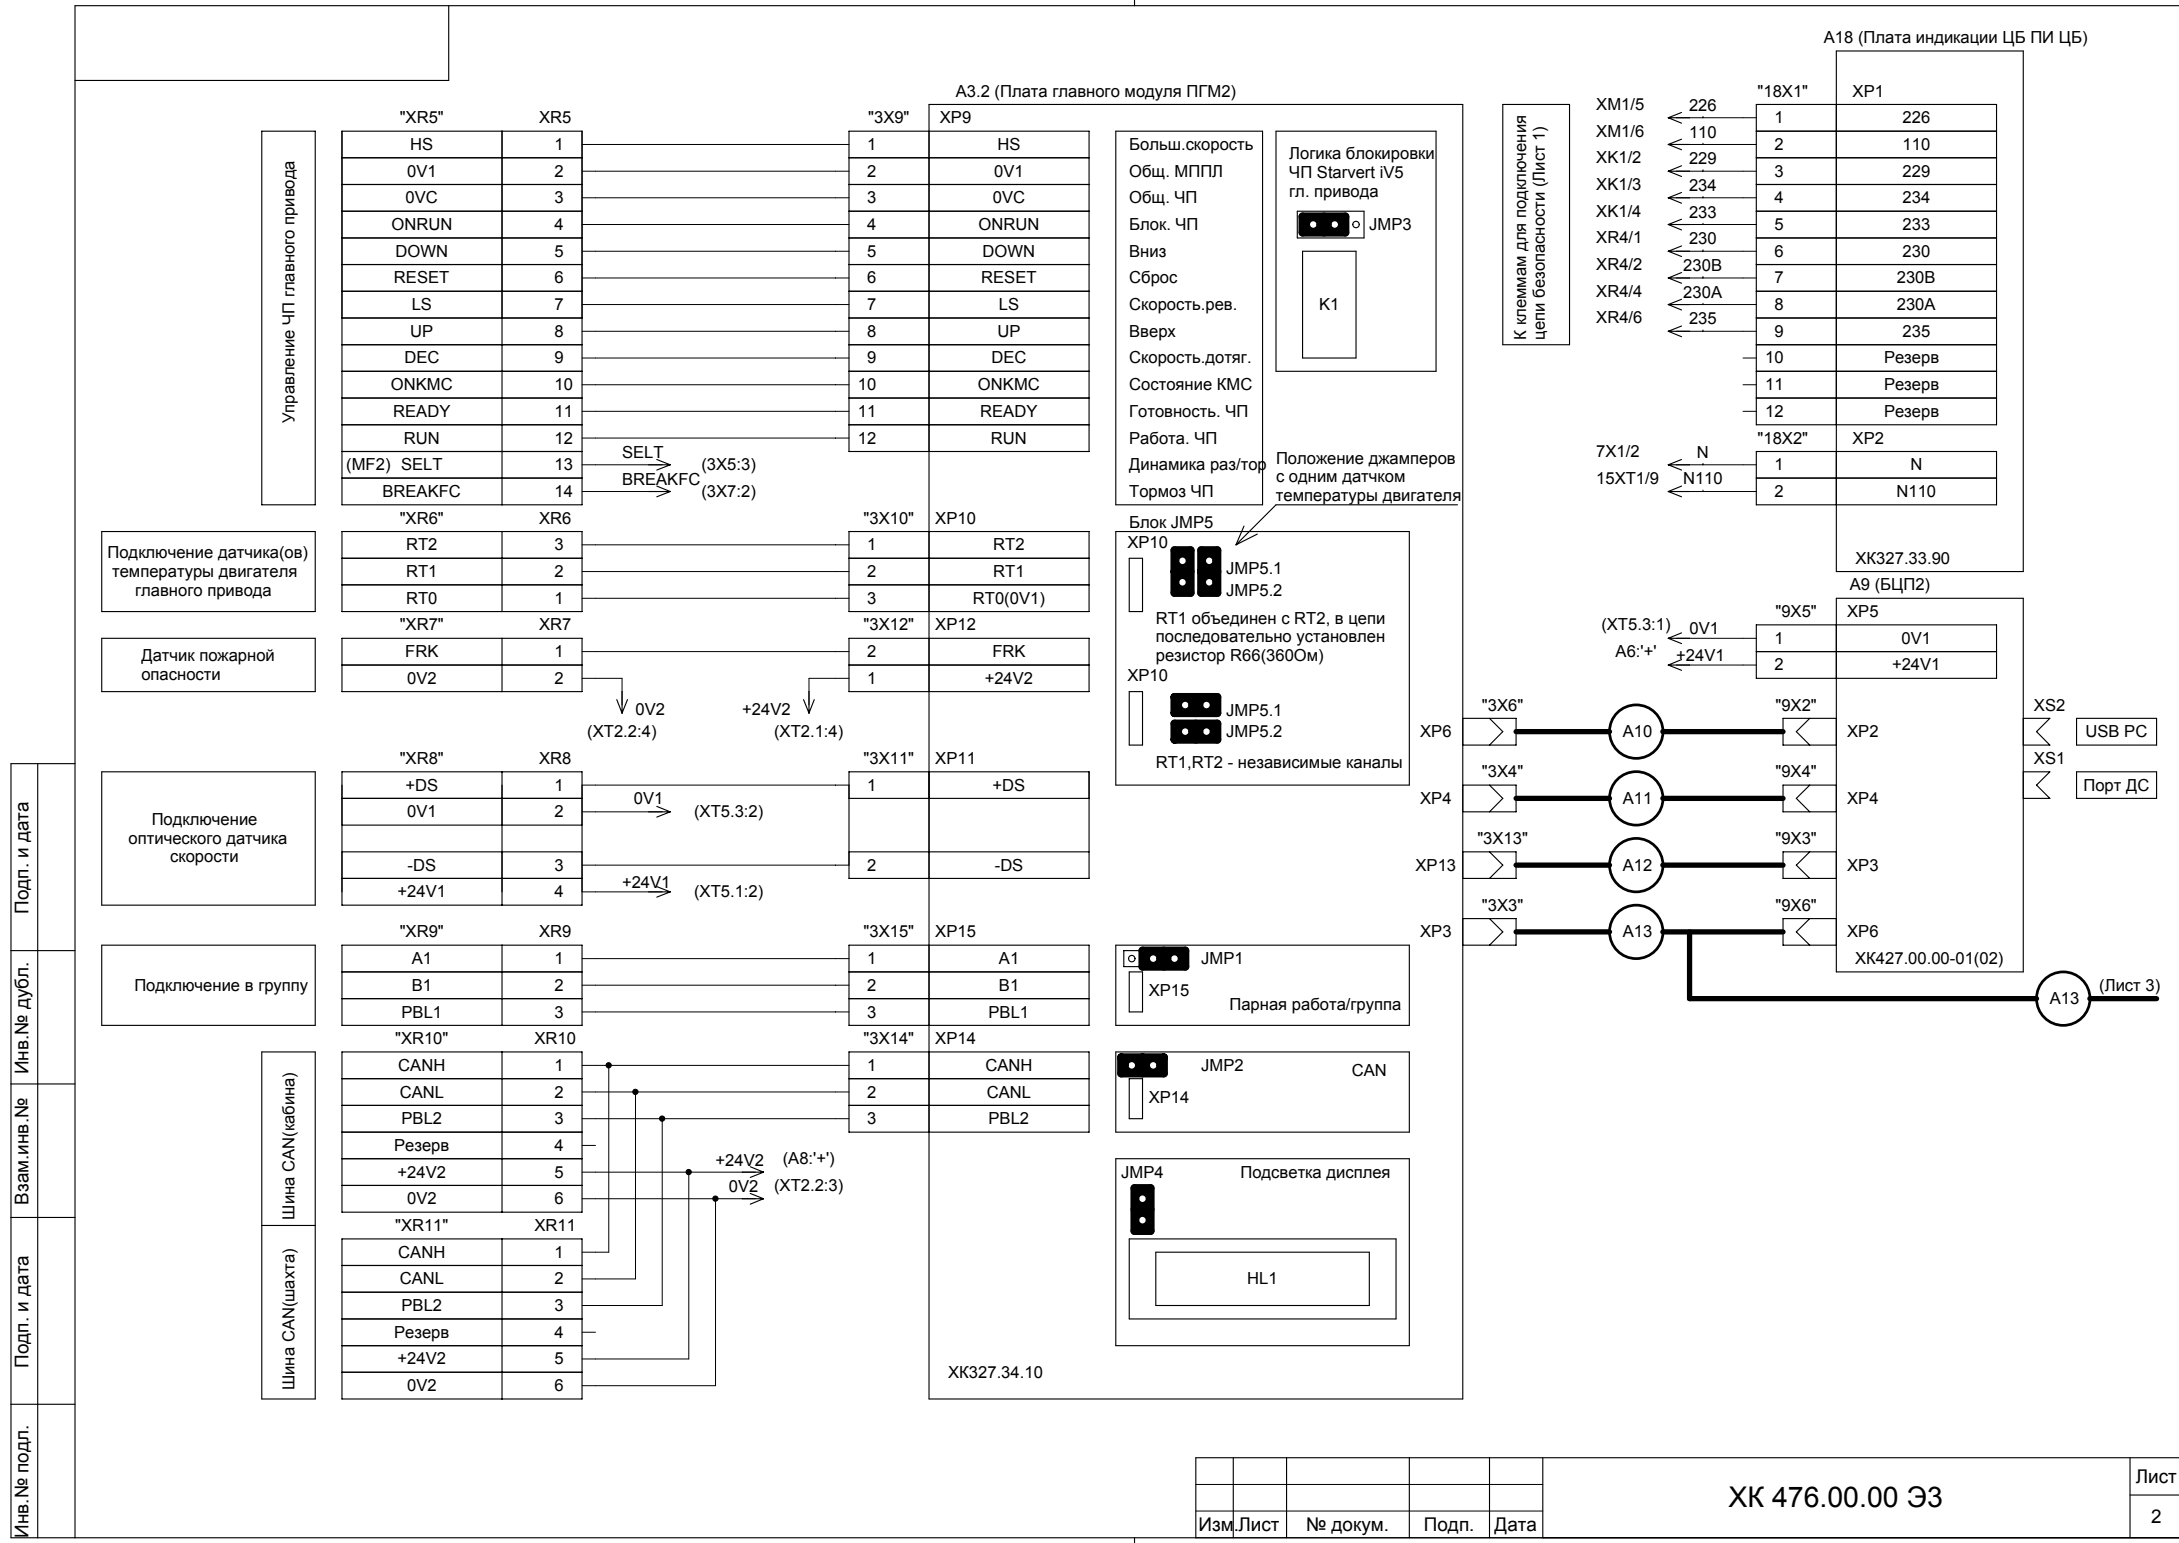 А18 (Плата индикации ЦБ ПИ ЦБ)
А3.2 (Плата главного модуля ПГМ2)
Управление ЧП главного привода
"XR5" XR5 "3X9" XP9
HS 1 1 HS Больш.скорость
0V1 2 2 0V1 Общ. МППЛ
0VC 3 3 0VC Общ. ЧП
ONRUN 4 4 ONRUN Блок. ЧП
DOWN 5 5 DOWN Вниз
RESET 6 6 RESET Сброс
LS 7 7 LS Скорость.рев.
UP 8 8 UP Вверх
DEC 9 9 DEC Скорость.дотяг.
ONKMC 10 10 ONKMC Состояние КМС
READY 11 11 READY Готовность. ЧП
RUN 12 12 RUN Работа. ЧП
(MF2) SELT 13 SELT (3X5:3) Динамика раз/тор
BREAKFC 14 BREAKFC (3X7:2) Тормоз ЧП
Логика блокировки
ЧП Starvert iV5
гл. привода
JMP3
K1
Положение джамперов
с одним датчком
температуры двигателя
Подключение датчика(ов)
температуры двигателя
главного привода
"XR6" XR6 "3X10" XP10
RT2 3 1 RT2
RT1 2 2 RT1
RT0 1 3 RT0(0V1)
Блок JMP5
XP10
JMP5.1
JMP5.2
RT1 объединен с RT2, в цепи
последовательно установлен
резистор R66(360Ом)
XP10
JMP5.1
JMP5.2
RT1,RT2 - независимые каналы
Датчик пожарной
опасности
"XR7" XR7 "3X12" XP12
FRK 1 2 FRK
0V2 2 1 +24V2
0V2 +24V2
(XT2.2:4) (XT2.1:4)
Подключение
оптического датчика
скорости
"XR8" XR8 "3X11" XP11
+DS 1 1 +DS
0V1 2 0V1 (XT5.3:2)
-DS 3 2 -DS
+24V1 4 +24V1 (XT5.1:2)
Подключение в группу
"XR9" XR9 "3X15" XP15
A1 1 1 A1
B1 2 2 B1
PBL1 3 3 PBL1
JMP1
XP15
Парная работа/группа
Шина CAN(кабина)
"XR10" XR10 "3X14" XP14
CANH 1 1 CANH
CANL 2 2 CANL
PBL2 3 3 PBL2
Резерв 4
+24V2 5 +24V2 (A8:'+')
0V2 6 0V2 (XT2.2:3)
JMP2 CAN
XP14
JMP4 Подсветка дисплея
HL1
Шина CAN(шахта)
"XR11" XR11
CANH 1
CANL 2
PBL2 3
Резерв 4
+24V2 5
0V2 6
ХК327.34.10
К клеммам для подключения
цепи безопасности (Лист 1)
"18X1" XP1
XM1/5 226 1 226
XM1/6 110 2 110
XK1/2 229 3 229
XK1/3 234 4 234
XK1/4 233 5 233
XR4/1 230 6 230
XR4/2 230B 7 230B
XR4/4 230A 8 230A
XR4/6 235 9 235
10 Резерв
11 Резерв
12 Резерв
"18X2" XP2
7X1/2 N 1 N
15XT1/9 N110 2 N110
ХК327.33.90
А9 (БЦП2)
"9X5" XP5
(XT5.3:1) 0V1 1 0V1
A6:'+' +24V1 2 +24V1
"3X6" "9X2" XS2
XP6 A10 XP2 USB PC
XS1
"3X4" "9X4" Порт ДС
XP4 A11 XP4
"3X13" "9X3"
XP13 A12 XP3
"3X3" "9X6"
XP3 A13 XP6
ХК427.00.00-01(02)
A13 (Лист 3)
Подп. и дата
Инв.№ дубл.
Взам.инв.№
Подп. и дата
Инв.№ подл.
Изм. Лист № докум. Подп. Дата
ХК 476.00.00 ЭЗ
Лист
2